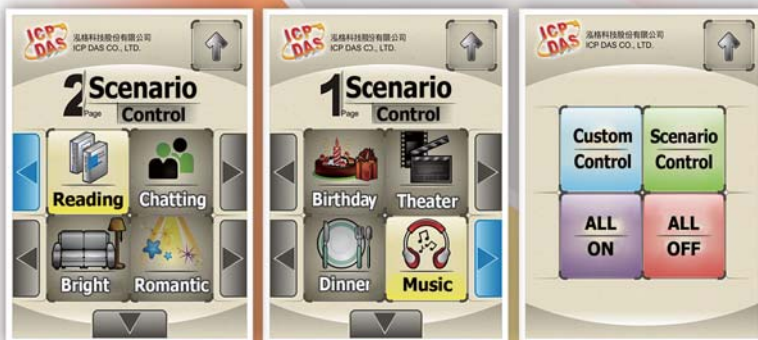 ICP DAS
泓格科技股份有限公司
ICP DAS CO., LTD.
2 Scenario
Page Control
Reading
Chatting
Bright
Romantic
ICP DAS
泓格科技股份有限公司
ICP DAS CO., LTD.
1 Scenario
Page Control
Birthday
Theater
Dinner
Music
ICP DAS
泓格科技股份有限公司
ICP DAS CO., LTD.
Custom
Control
Scenario
Control
ALL
ON
ALL
OFF